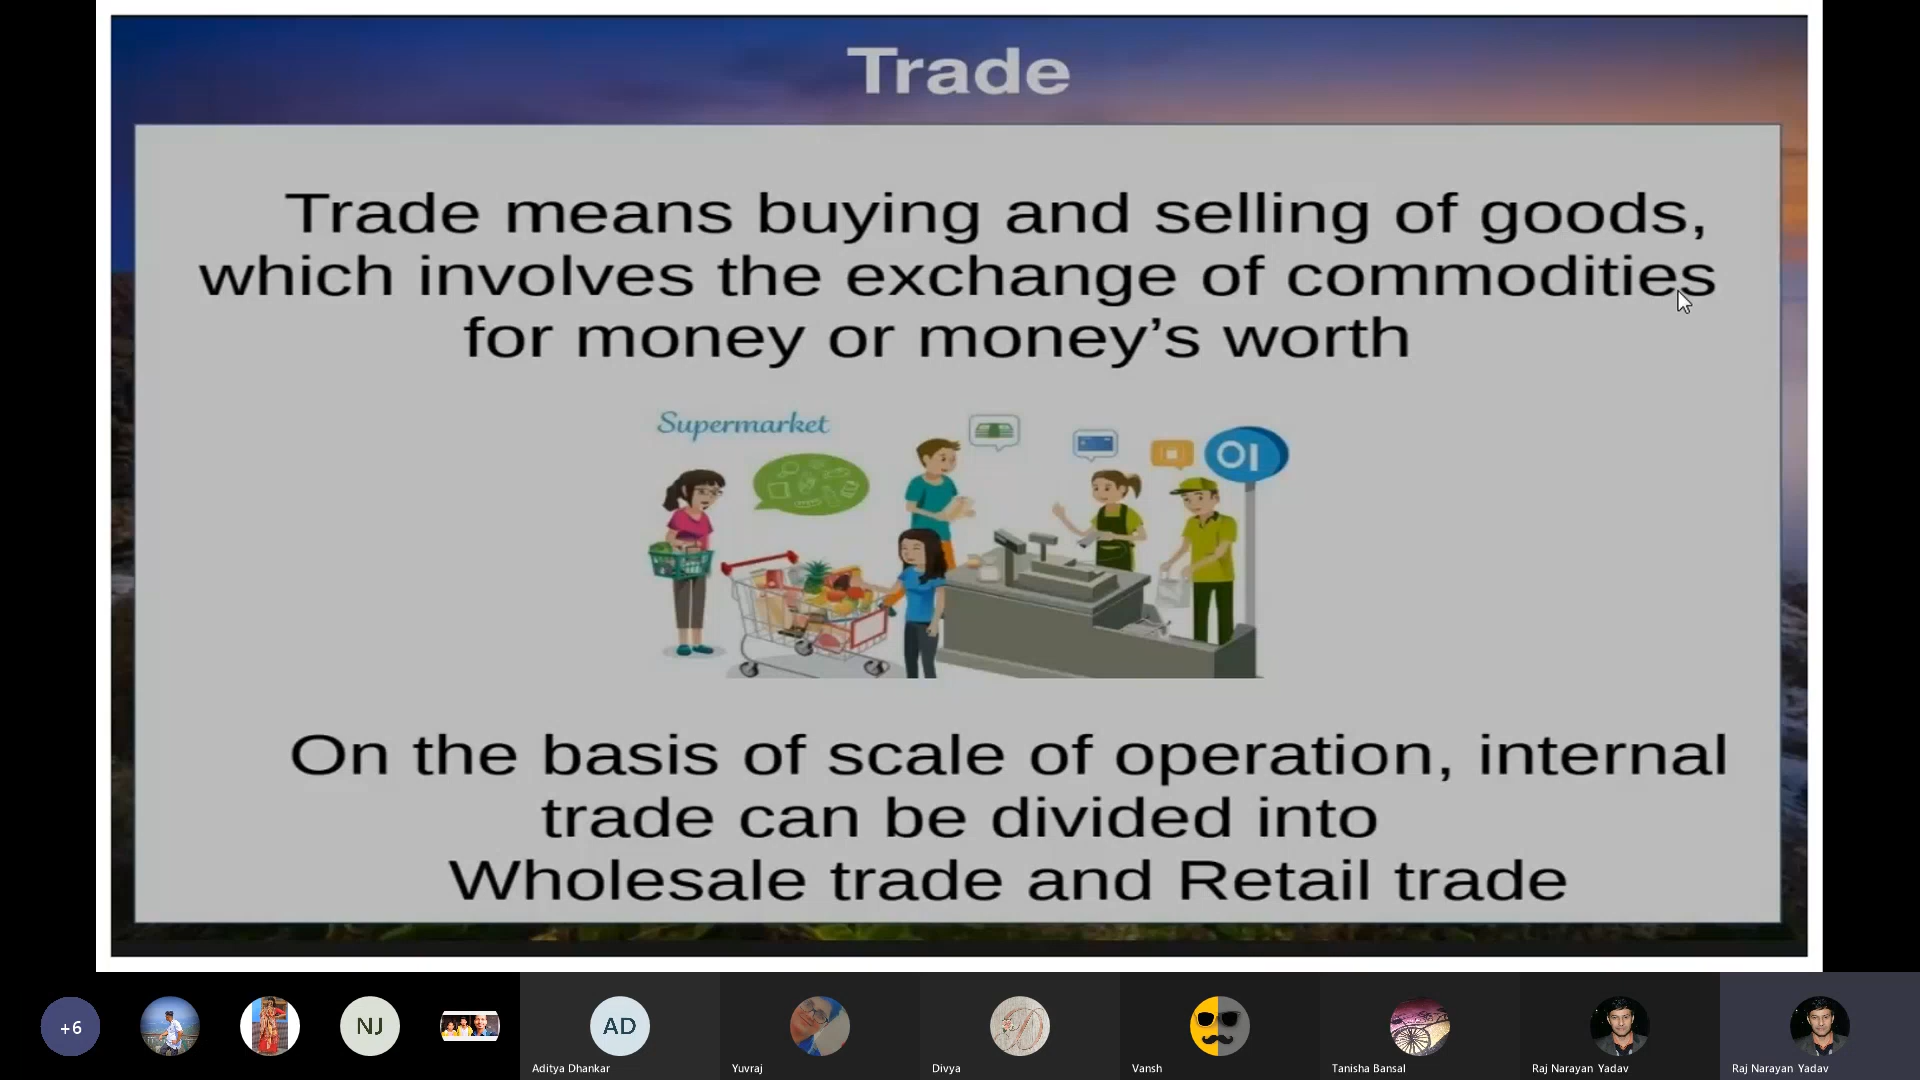 Trade
Trade means buying and selling of goods,
which involves the exchange of commodities
for money or money’s worth
Supermarket
On the basis of scale of operation, internal
trade can be divided into
Wholesale trade and Retail trade
+6
NJ
AD
Aditya Dhankar
Yuvraj
Divya
Vansh
Tanisha Bansal
Raj Narayan Yadav
Raj Narayan Yadav